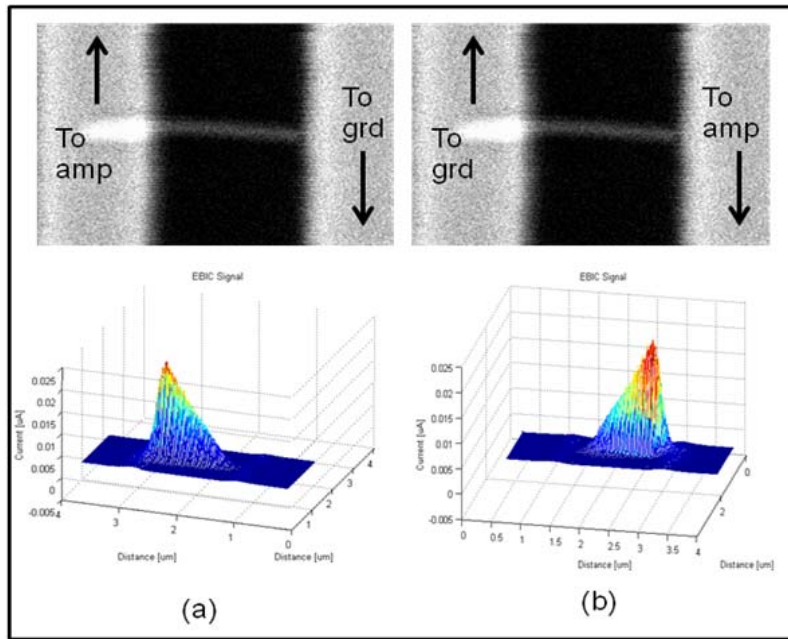 To
amp
To
grd
To
grd
To
amp
EBIC Signal
0.025
0.02
0.015
0.01
0.005
0
-0.005
Current [uA]
4
3
2
1
0
Distance [um]
0
1
2
3
4
Distance [um]
EBIC Signal
0.025
0.02
0.015
0.01
0.005
0
-0.005
Current [uA]
0 0.5 1 1.5 2 2.5 3 3.5 4
Distance [um]
0
2
Distance [um]
(a)
(b)